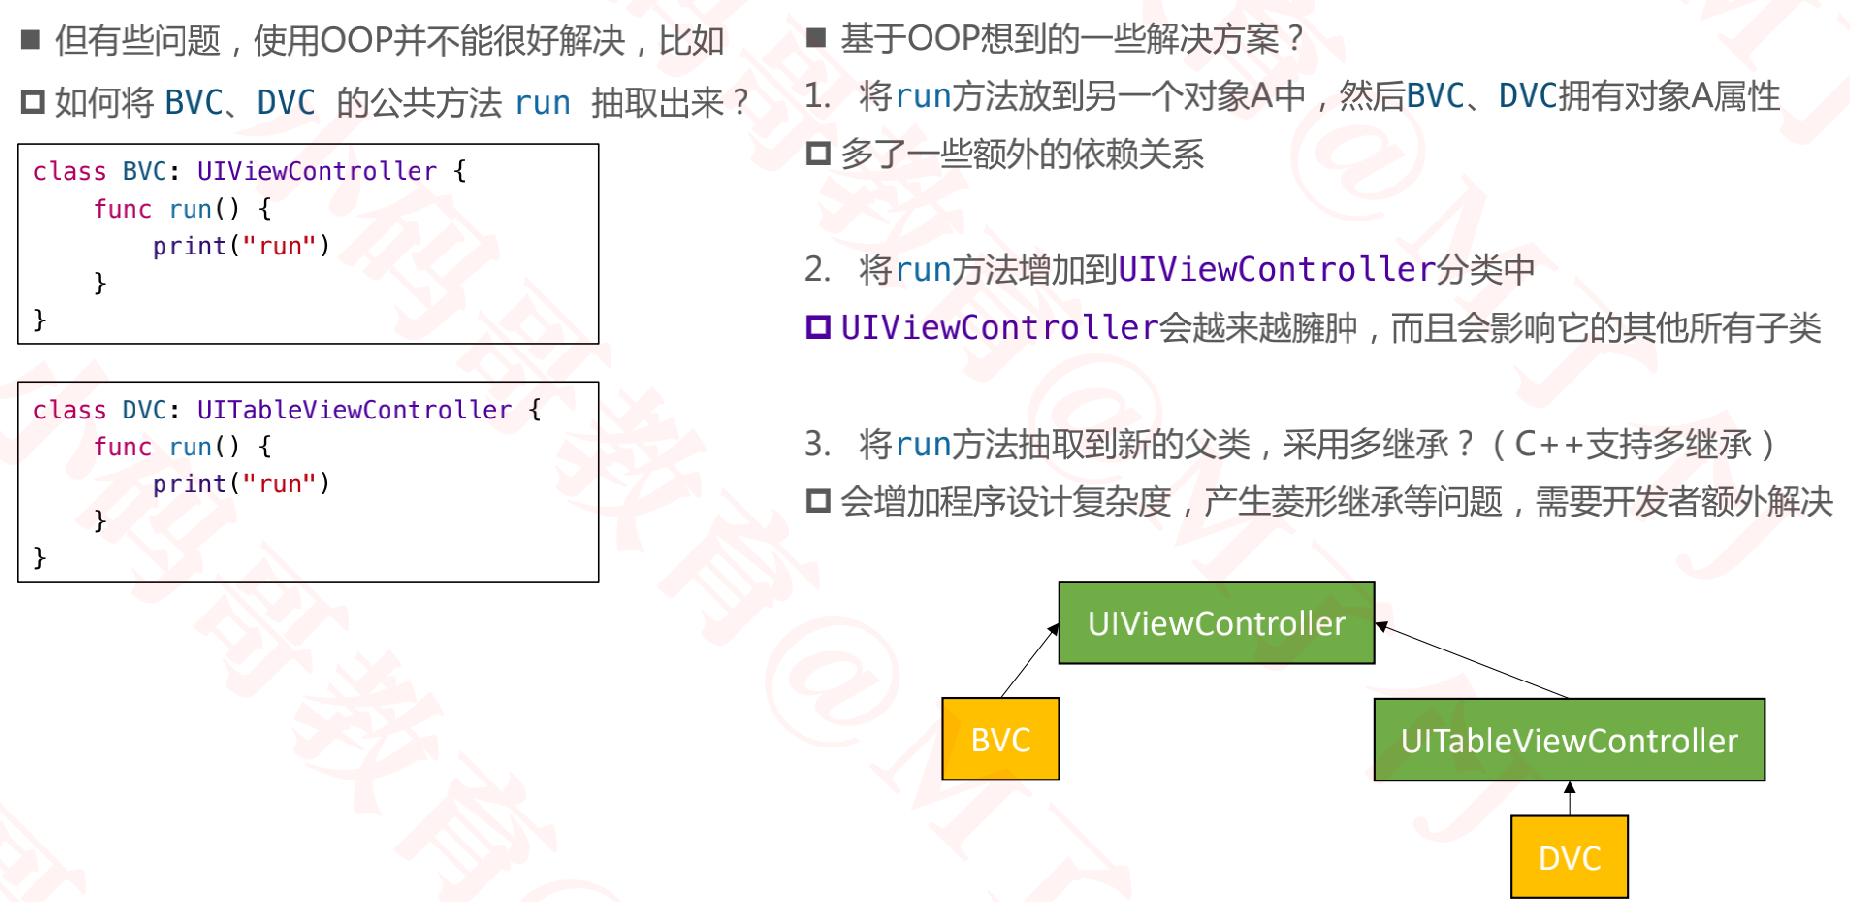 ■ 但有些问题，使用OOP并不能很好解决，比如
如何将 BVC、DVC 的公共方法 run 抽取出来？
class BVC: UIViewController {
    func run() {
        print("run")
    }
}
class DVC: UITableViewController {
    func run() {
        print("run")
    }
}
■ 基于OOP想到的一些解决方案？
1. 将run方法放到另一个对象A中，然后BVC、DVC拥有对象A属性
多了一些额外的依赖关系
2. 将run方法增加到UIViewController分类中
UIViewController会越来越臃肿，而且会影响它的其他所有子类
3. 将run方法抽取到新的父类，采用多继承？（C++支持多继承）
会增加程序设计复杂度，产生菱形继承等问题，需要开发者额外解决
UIViewController
BVC
UITableViewController
DVC
小码哥教育@M了个